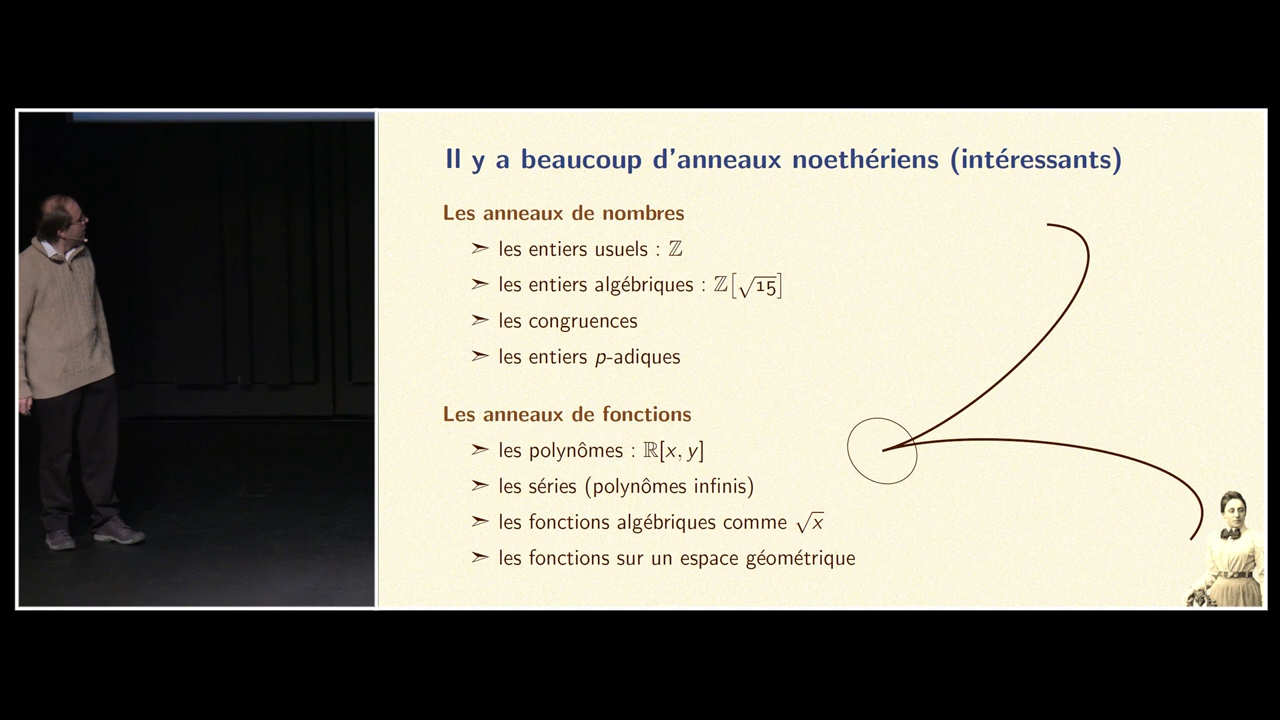 Il y a beaucoup d'anneaux noethériens (intéressants)
Les anneaux de nombres
➣ les entiers usuels : ℤ
➣ les entiers algébriques : ℤ[√15]
➣ les congruences
➣ les entiers p-adiques
Les anneaux de fonctions
➣ les polynômes : ℝ[x, y]
➣ les séries (polynômes infinis)
➣ les fonctions algébriques comme √x
➣ les fonctions sur un espace géométrique